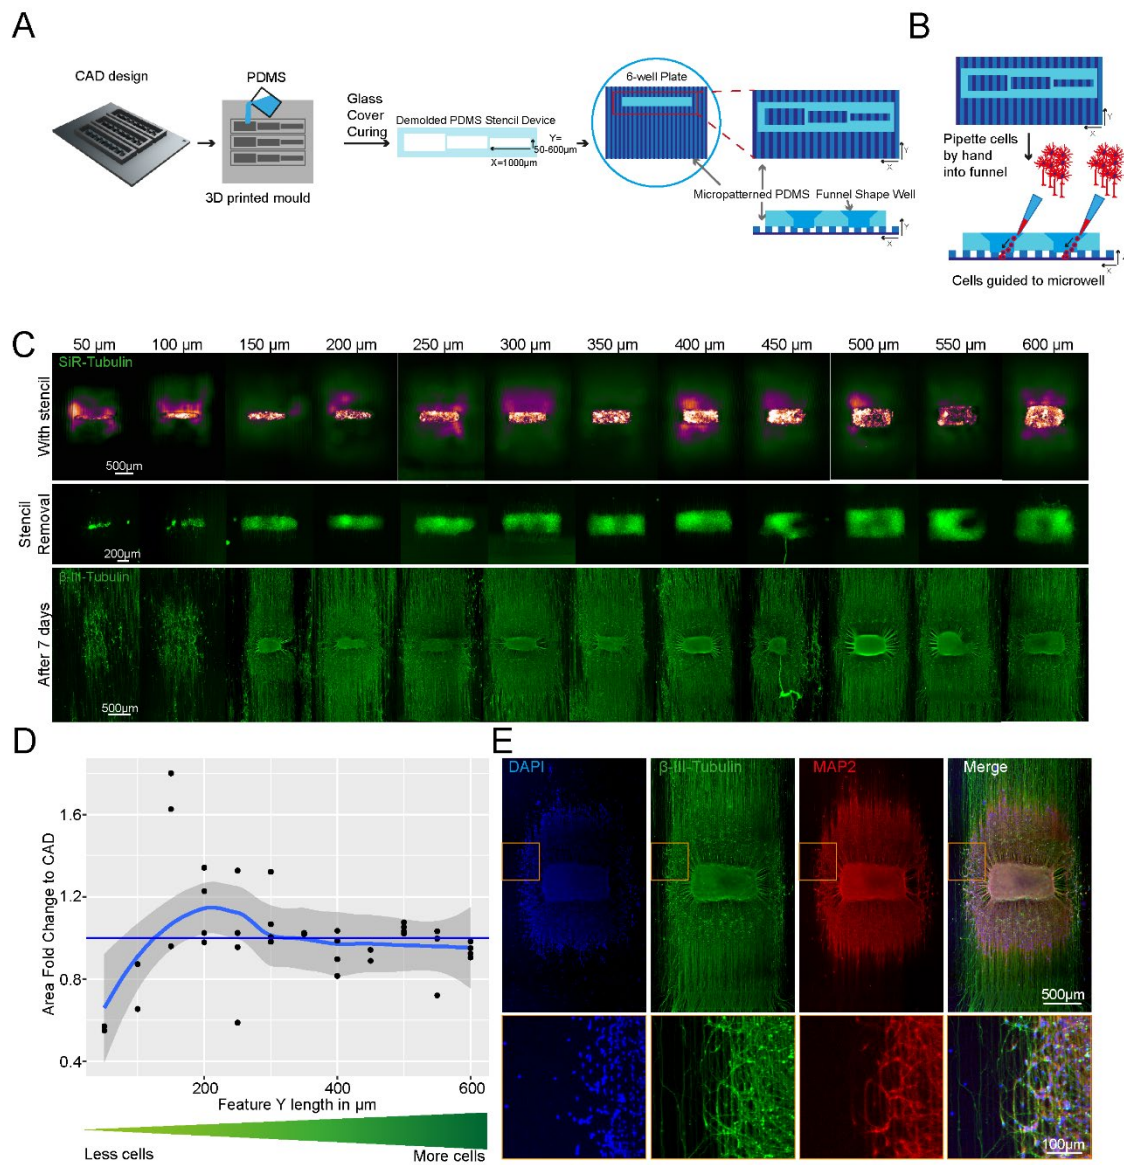 A
B
CAD design
PDMS
3D printed mould
Glass
Cover
Curing
Demolded PDMS Stencil Device
Y=
50-600µm
X=1000µm
6-well Plate
Micropatterned PDMS
Funnel Shape Well
Y
X
Y
X
Y
X
Pipette cells
by hand
into funnel
X
Cells guided to microwell
C
50 µm 100 µm 150 µm 200 µm 250 µm 300 µm 350 µm 400 µm 450 µm 500 µm 550 µm 600 µm
With stencil
SiR-Tubulin
500µm
Stencil
Removal
200µm
After 7 days
β-III-Tubulin
500µm
D
Area Fold Change to CAD
1.6
1.2
1.0
0.8
0.4
200 400 600
Feature Y length in µm
Less cells
More cells
E
DAPI
β-III-Tubulin
MAP2
Merge
500µm
100µm